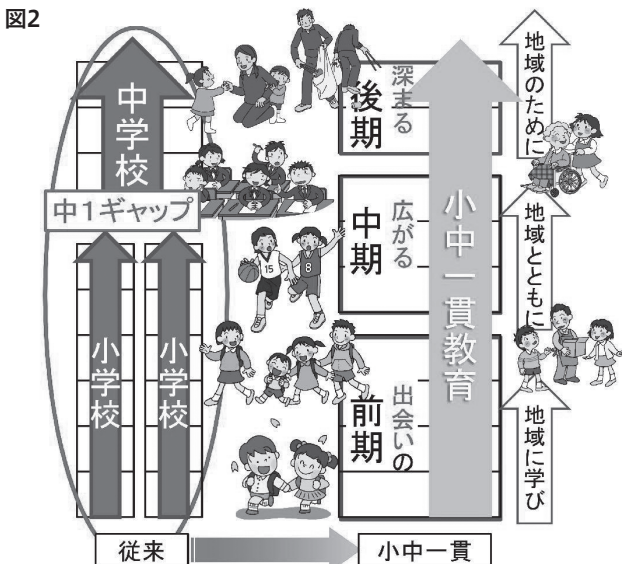 図2
中学校
中1ギャップ
小学校
小学校
従来
深まる
後期
広がる
中期
出会いの
前期
小中一貫教育
小中一貫
地域のために
地域とともに
地域に学び
15
8